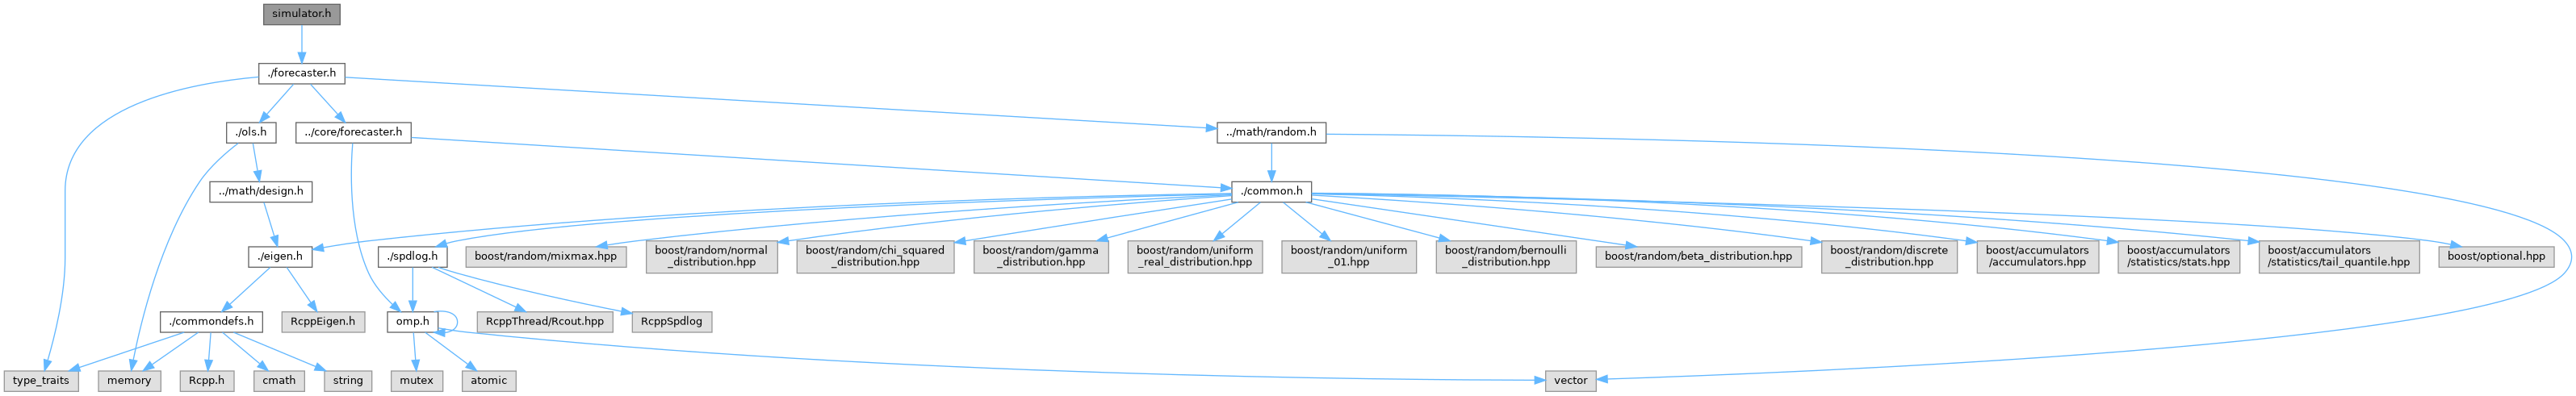 simulator.h
./forecaster.h
./ols.h
../core/forecaster.h
../math/random.h
../math/design.h
./common.h
./eigen.h
./spdlog.h
boost/random/mixmax.hpp
boost/random/normal
_distribution.hpp
boost/random/chi_squared
_distribution.hpp
boost/random/gamma
_distribution.hpp
boost/random/uniform
_real_distribution.hpp
boost/random/uniform
_01.hpp
boost/random/bernoulli
_distribution.hpp
boost/random/beta_distribution.hpp
boost/random/discrete
_distribution.hpp
boost/accumulators
/accumulators.hpp
boost/accumulators
/statistics/stats.hpp
boost/accumulators
/statistics/tail_quantile.hpp
boost/optional.hpp
./commondefs.h
RcppEigen.h
omp.h
RcppThread/Rcout.hpp
RcppSpdlog
type_traits
memory
Rcpp.h
cmath
string
mutex
atomic
vector